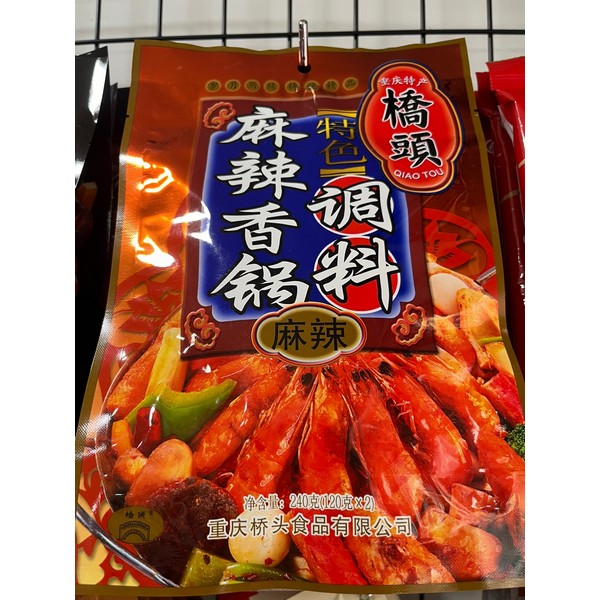 重庆特产
橋頭
QIAO TOU
麻辣香锅
【特色】
调料
麻辣
净含量：240克(120克×2)
重庆桥头食品有限公司